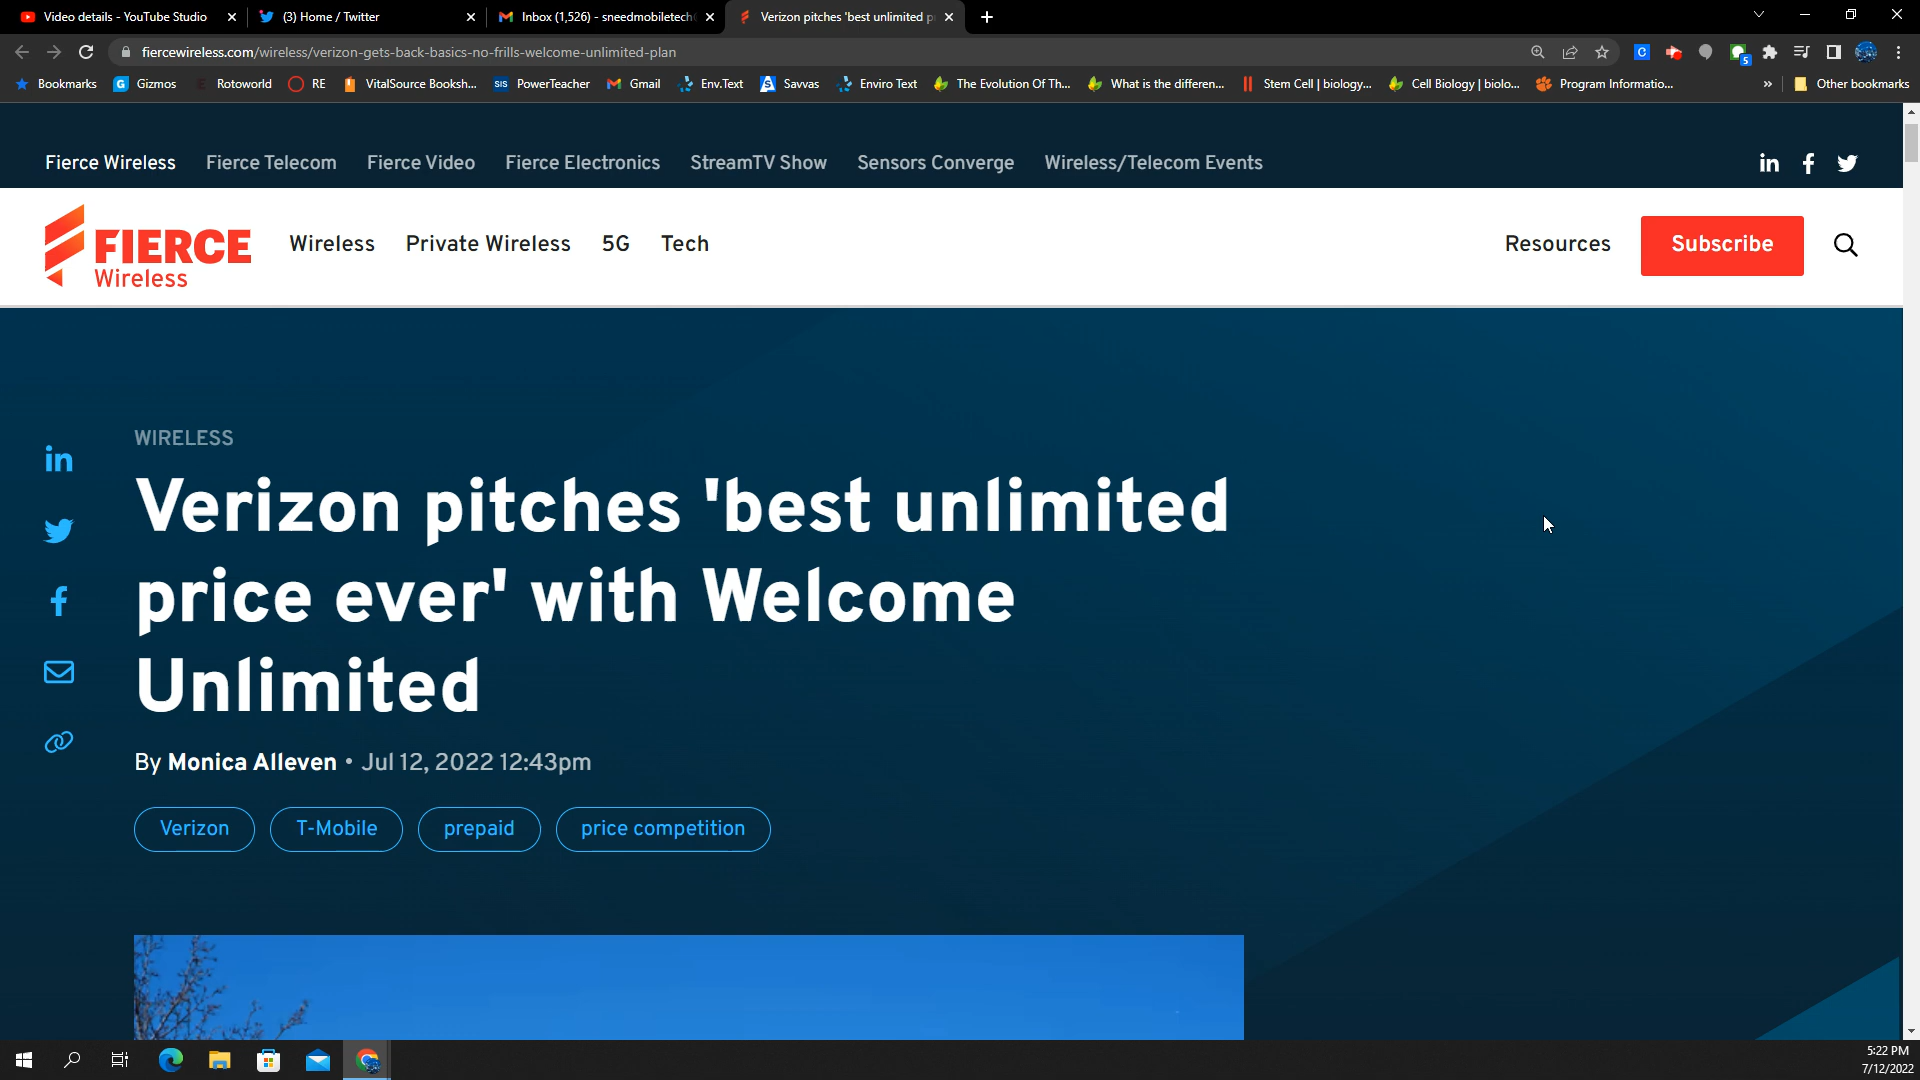 Video details - YouTube Studio
(3) Home / Twitter
Inbox (1,526) - sneedmobiletech
Verizon pitches 'best unlimited p
fiercewireless.com/wireless/verizon-gets-back-basics-no-frills-welcome-unlimited-plan
Bookmarks
Gizmos
Rotoworld
RE
VitalSource Booksh...
PowerTeacher
Gmail
Env.Text
Savvas
Enviro Text
The Evolution Of Th...
What is the differen...
Stem Cell | biology...
Cell Biology | biolo...
Program Informatio...
»
Other bookmarks
Fierce Wireless
Fierce Telecom
Fierce Video
Fierce Electronics
StreamTV Show
Sensors Converge
Wireless/Telecom Events
FIERCE
Wireless
Wireless
Private Wireless
5G
Tech
Resources
Subscribe
WIRELESS
Verizon pitches 'best unlimited
price ever' with Welcome
Unlimited
By Monica Alleven • Jul 12, 2022 12:43pm
Verizon
T-Mobile
prepaid
price competition
5:22 PM
7/12/2022